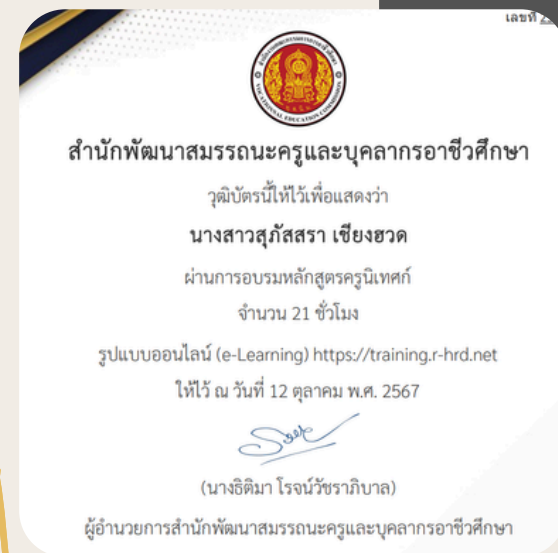 เลขที่
สำนักพัฒนาสมรรถนะครูและบุคลากรอาชีวศึกษา
วุฒิบัตรนี้ให้ไว้เพื่อแสดงว่า
นางสาวสุภัสสรา เชียงฮวด
ผ่านการอบรมหลักสูตรครูนิเทศก์
จำนวน 21 ชั่วโมง
รูปแบบออนไลน์ (e-Learning) https://training.r-hrd.net
ให้ไว้ ณ วันที่ 12 ตุลาคม พ.ศ. 2567
(นางธิติมา โรจน์วัชราภิบาล)
ผู้อำนวยการสำนักพัฒนาสมรรถนะครูและบุคลากรอาชีวศึกษา